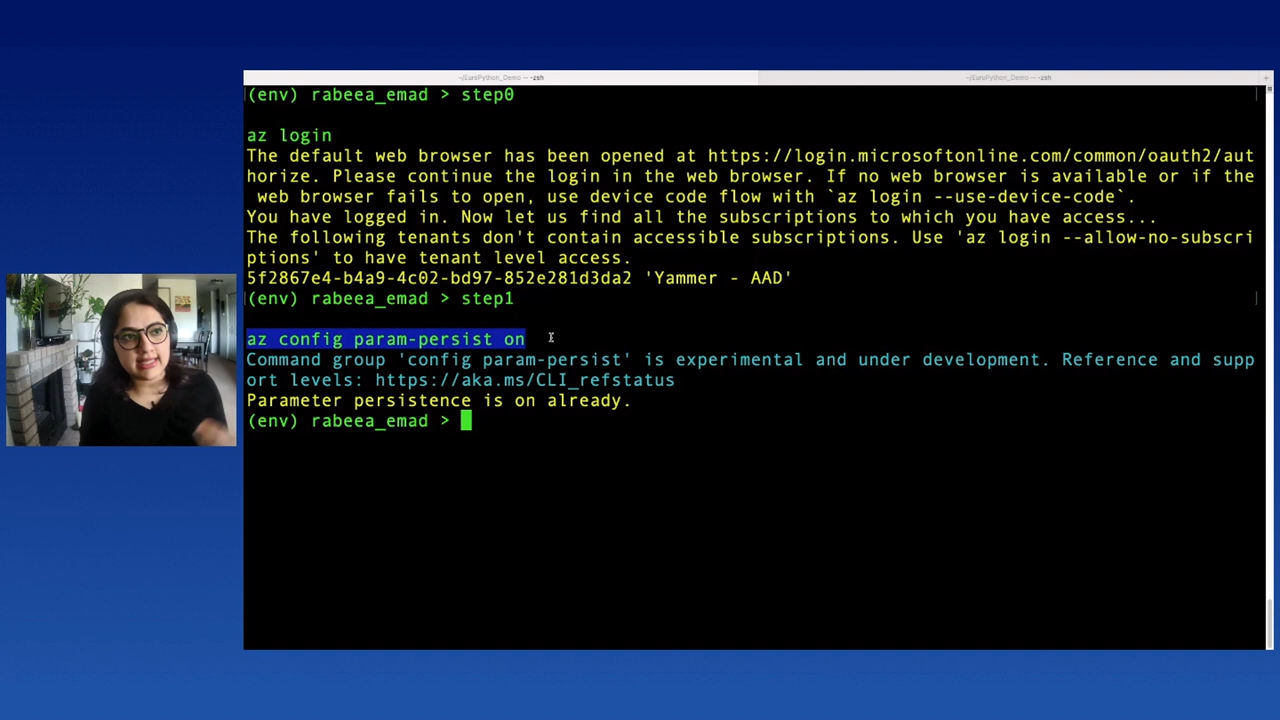 ~/EuroPython_Demo — -zsh
~/EuroPython_Demo — -zsh
(env) rabeea_emad > step0
az login
The default web browser has been opened at https://login.microsoftonline.com/common/oauth2/aut
horize. Please continue the login in the web browser. If no web browser is available or if the
 web browser fails to open, use device code flow with `az login --use-device-code`.
You have logged in. Now let us find all the subscriptions to which you have access...
The following tenants don't contain accessible subscriptions. Use 'az login --allow-no-subscri
ptions' to have tenant level access.
5f2867e4-b4a9-4c02-bd97-852e281d3da2 'Yammer - AAD'
(env) rabeea_emad > step1
az config param-persist on
Command group 'config param-persist' is experimental and under development. Reference and supp
ort levels: https://aka.ms/CLI_refstatus
Parameter persistence is on already.
(env) rabeea_emad >